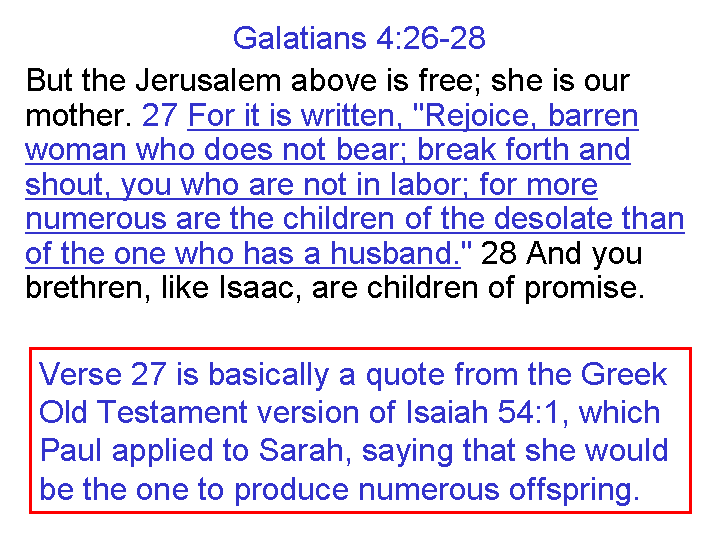 Galatians 4:26-28
But the Jerusalem above is free; she is our
mother. 27 For it is written, "Rejoice, barren
woman who does not bear; break forth and
shout, you who are not in labor; for more
numerous are the children of the desolate than
of the one who has a husband." 28 And you
brethren, like Isaac, are children of promise.
Verse 27 is basically a quote from the Greek
Old Testament version of Isaiah 54:1, which
Paul applied to Sarah, saying that she would
be the one to produce numerous offspring.